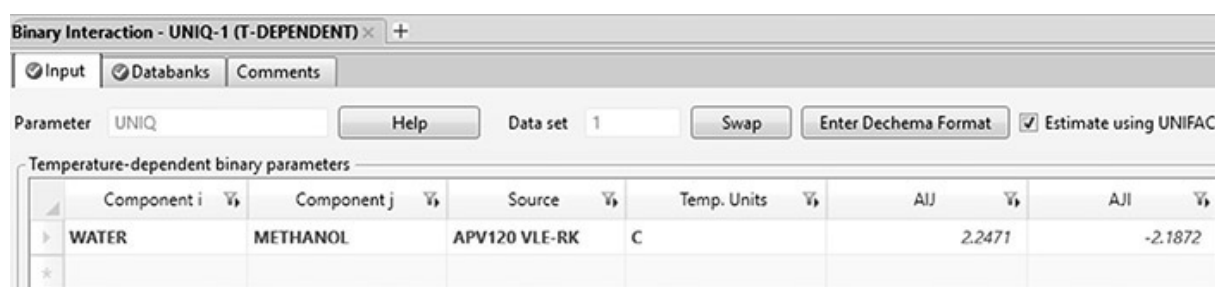 Binary Interaction - UNIQ-1 (T-DEPENDENT) × +
Input Databanks Comments
Parameter UNIQ Help Data set 1 Swap Enter Dechema Format Estimate using UNIFAC
Temperature-dependent binary parameters
Component i Component j Source Temp. Units AIJ AJI
WATER METHANOL APV120 VLE-RK C 2.2471 -2.1872
*